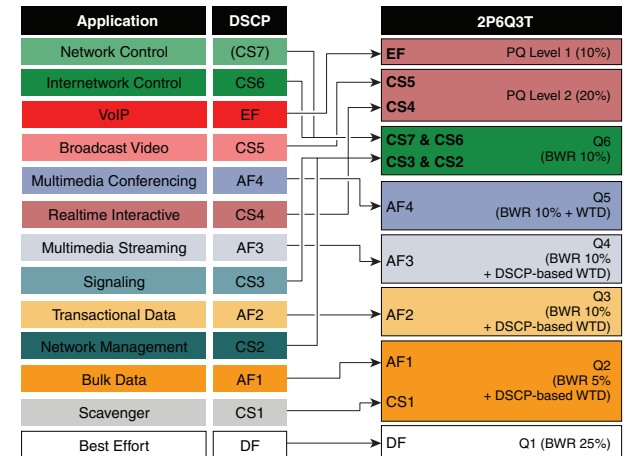 Application DSCP 2P6Q3T
Network Control (CS7)
EF PQ Level 1 (10%)
Internetwork Control CS6
CS5
PQ Level 2 (20%)
CS4
VoIP EF
Broadcast Video CS5
CS7 & CS6 Q6
CS3 & CS2 (BWR 10%)
Multimedia Conferencing AF4
AF4 Q5
(BWR 10% + WTD)
Realtime Interactive CS4
Multimedia Streaming AF3
AF3 Q4
(BWR 10%
+ DSCP-based WTD)
Signaling CS3
Transactional Data AF2
AF2 Q3
(BWR 10%
+ DSCP-based WTD)
Network Management CS2
Bulk Data AF1
AF1 Q2
(BWR 5%
+ DSCP-based WTD)
CS1
Scavenger CS1
Best Effort DF
DF Q1 (BWR 25%)